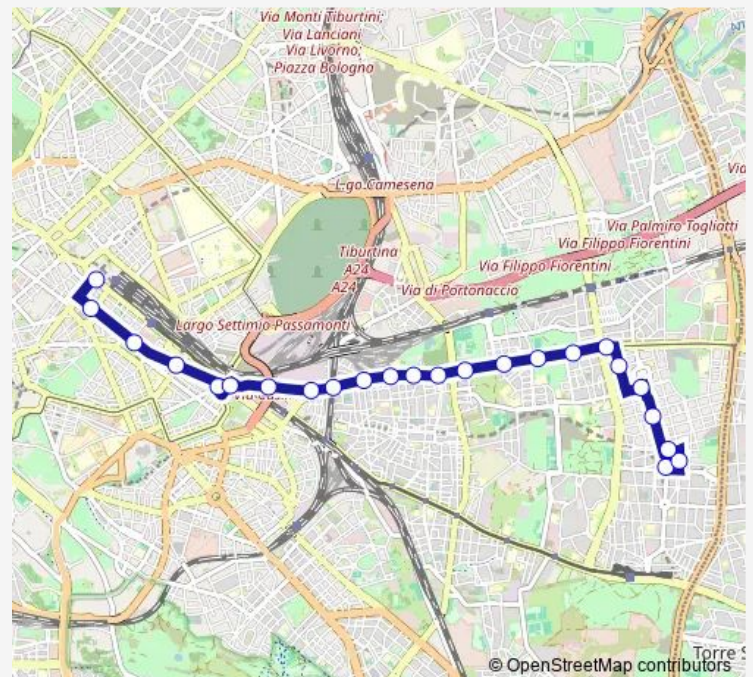 Via Monti Tiburtini;
Via Lanciani
Via Livorno;
Piazza Bologna
L.go Camesena
Via Palmiro Togliatti
Via Filippo Fiorentini
Tiburtina
A24
A24
Via Filippo Fiorentini
Via di Portonaccio
Largo Settimio Passamonti
Torre S
© OpenStreetMap contributors